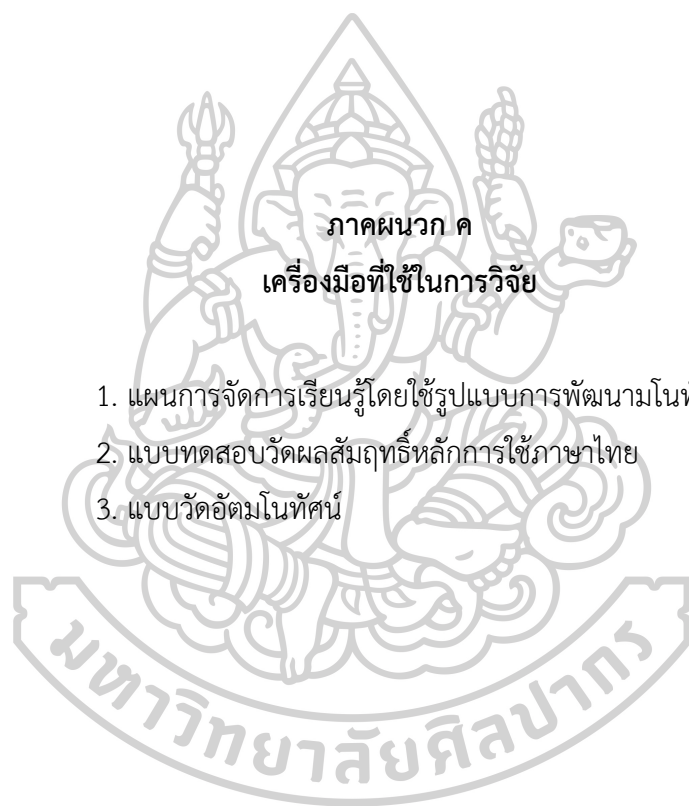 ภาคผนวก ค
เครื่องมือที่ใช้ในการวิจัย
1. แผนการจัดการเรียนรู้โดยใช้รูปแบบการพัฒนามโนทั
2. แบบทดสอบวัดผลสัมฤทธิ์หลักการใช้ภาษาไทย
3. แบบวัดอัตมโนทัศน์
มหาวิทยาลัยศิลปากร